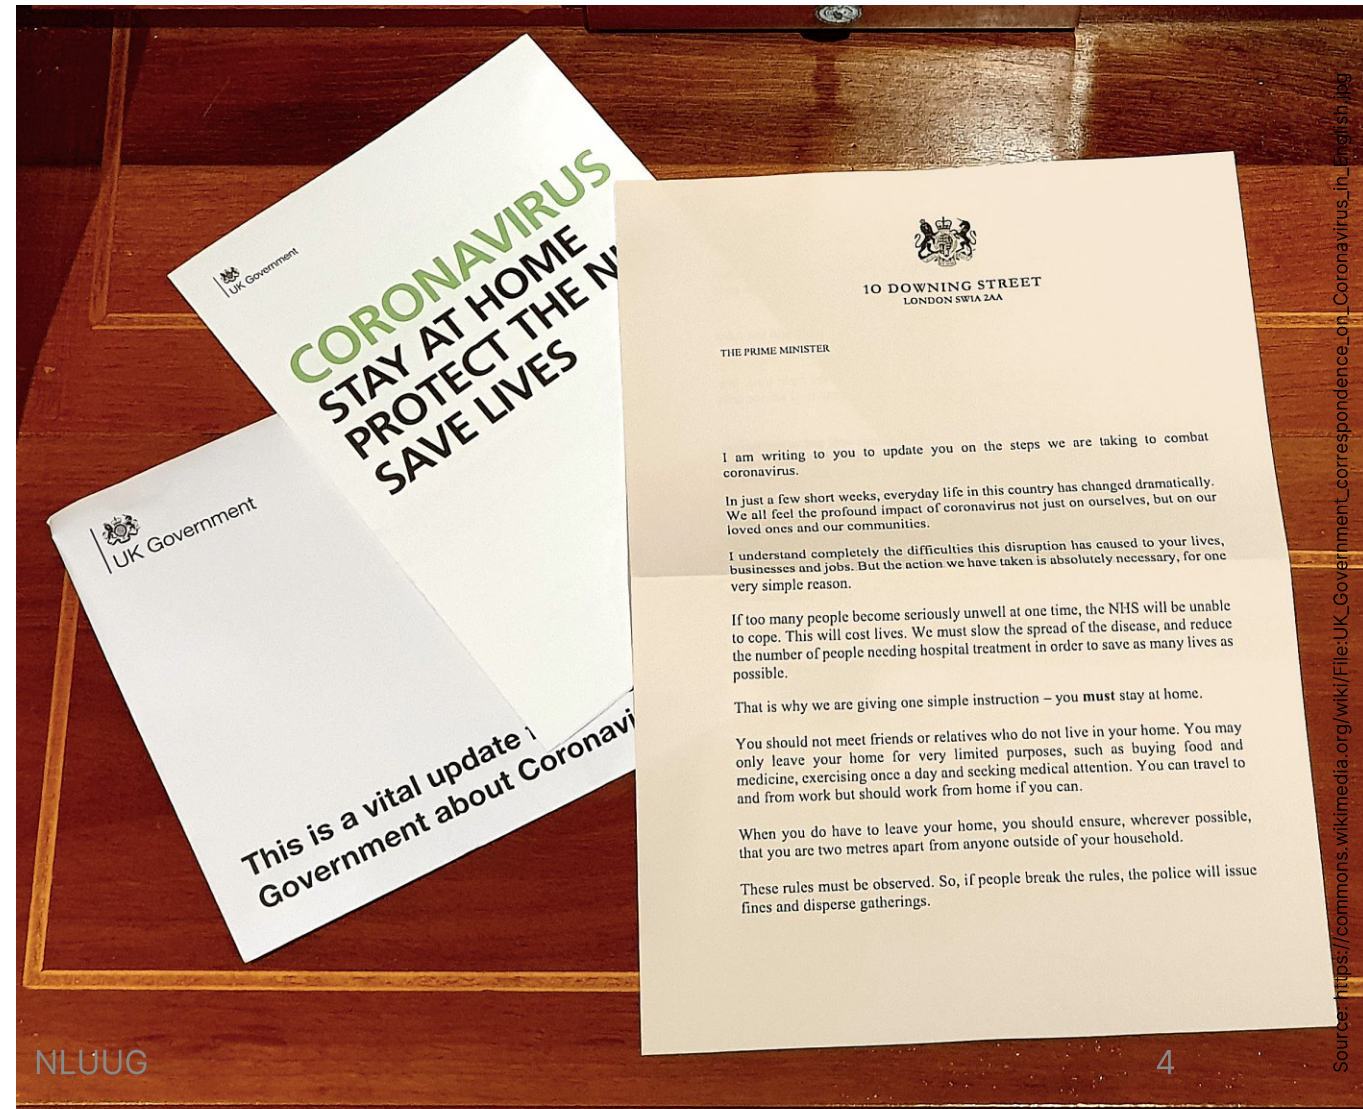 UK Government
CORONAVIRUS
STAY AT HOME
PROTECT THE N
SAVE LIVES
UK Government
This is a vital update
Government about Coronavi
10 DOWNING STREET
LONDON SW1A 2AA
THE PRIME MINISTER
I am writing to you to update you on the steps we are taking to combat
coronavirus.
In just a few short weeks, everyday life in this country has changed dramatically.
We all feel the profound impact of coronavirus not just on ourselves, but on our
loved ones and our communities.
I understand completely the difficulties this disruption has caused to your lives,
businesses and jobs. But the action we have taken is absolutely necessary, for one
very simple reason.
If too many people become seriously unwell at one time, the NHS will be unable
to cope. This will cost lives. We must slow the spread of the disease, and reduce
the number of people needing hospital treatment in order to save as many lives as
possible.
That is why we are giving one simple instruction – you must stay at home.
You should not meet friends or relatives who do not live in your home. You may
only leave your home for very limited purposes, such as buying food and
medicine, exercising once a day and seeking medical attention. You can travel to
and from work but should work from home if you can.
When you do have to leave your home, you should ensure, wherever possible,
that you are two metres apart from anyone outside of your household.
These rules must be observed. So, if people break the rules, the police will issue
fines and disperse gatherings.
Source: https://commons.wikimedia.org/wiki/File:UK_Government_correspondence_on_Coronavirus_in_English.jpg
NLUUG
4